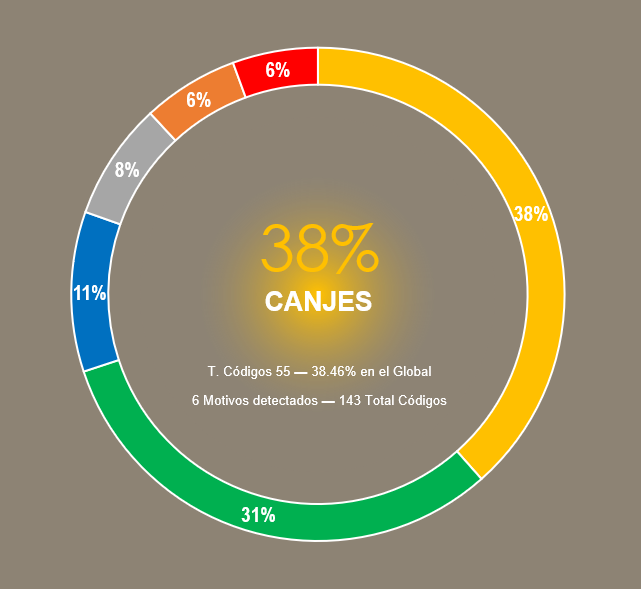 6%
6%
8%
38%
38%
CANJES
11%
T. Códigos 55 — 38.46% en el Global
6 Motivos detectados — 143 Total Códigos
31%